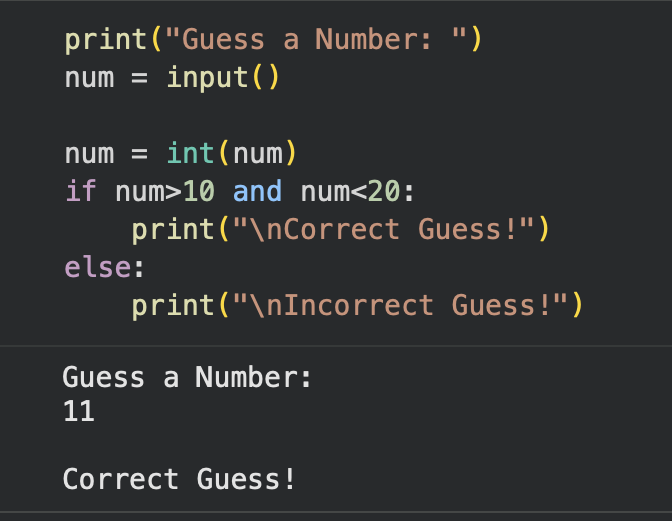 print("Guess a Number: ")
num = input()
num = int(num)
if num>10 and num<20:
    print("\nCorrect Guess!")
else:
    print("\nIncorrect Guess!")
Guess a Number:
11
Correct Guess!